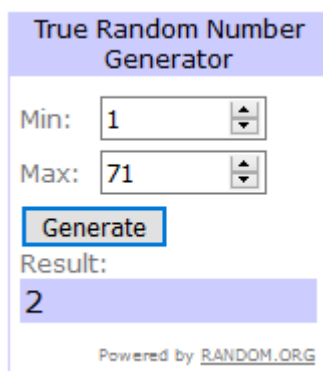 True Random Number
Generator
Min: 1
Max: 71
Generate
Result:
2
Powered by RANDOM.ORG